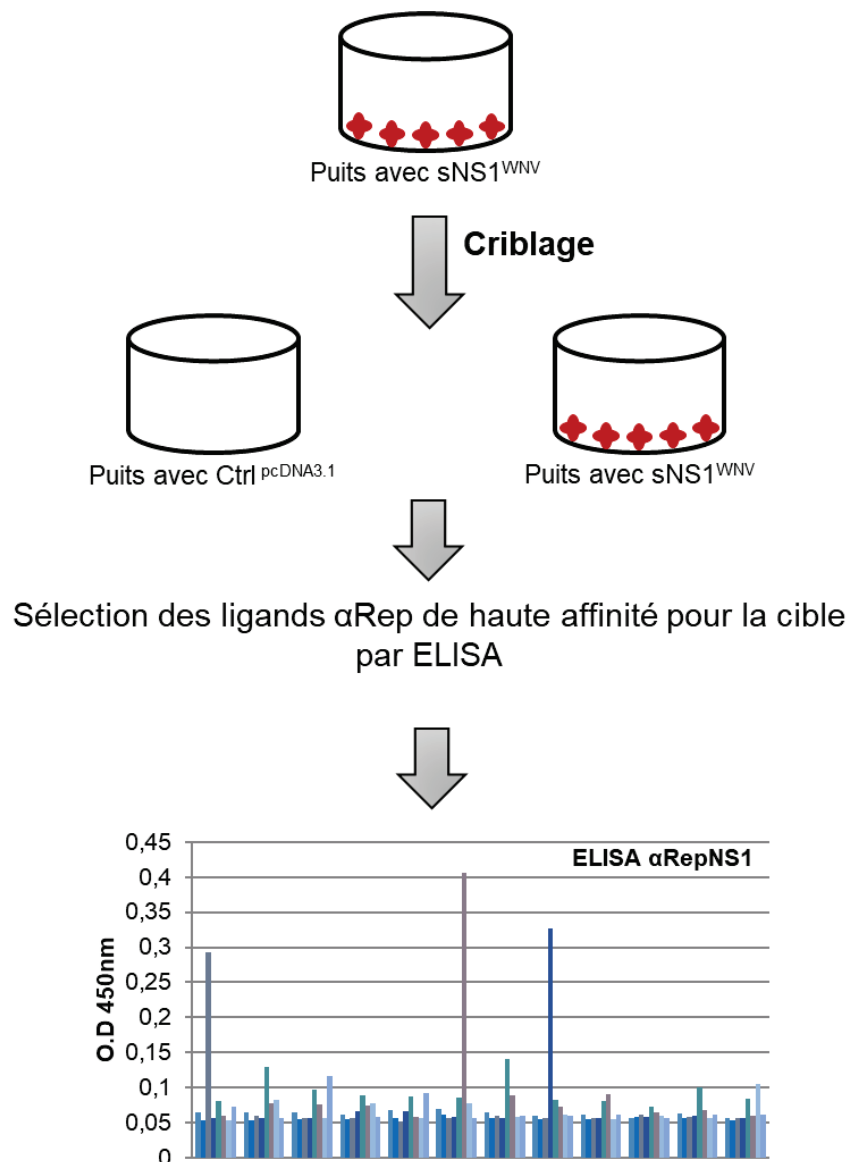 Puits avec sNS1WNV
Criblage
Puits avec Ctrl pcDNA3.1
Puits avec sNS1WNV
Sélection des ligands αRep de haute affinité pour la cible
par ELISA
ELISA αRepNS1
O.D 450nm
0,45
0,4
0,35
0,3
0,25
0,2
0,15
0,1
0,05
0